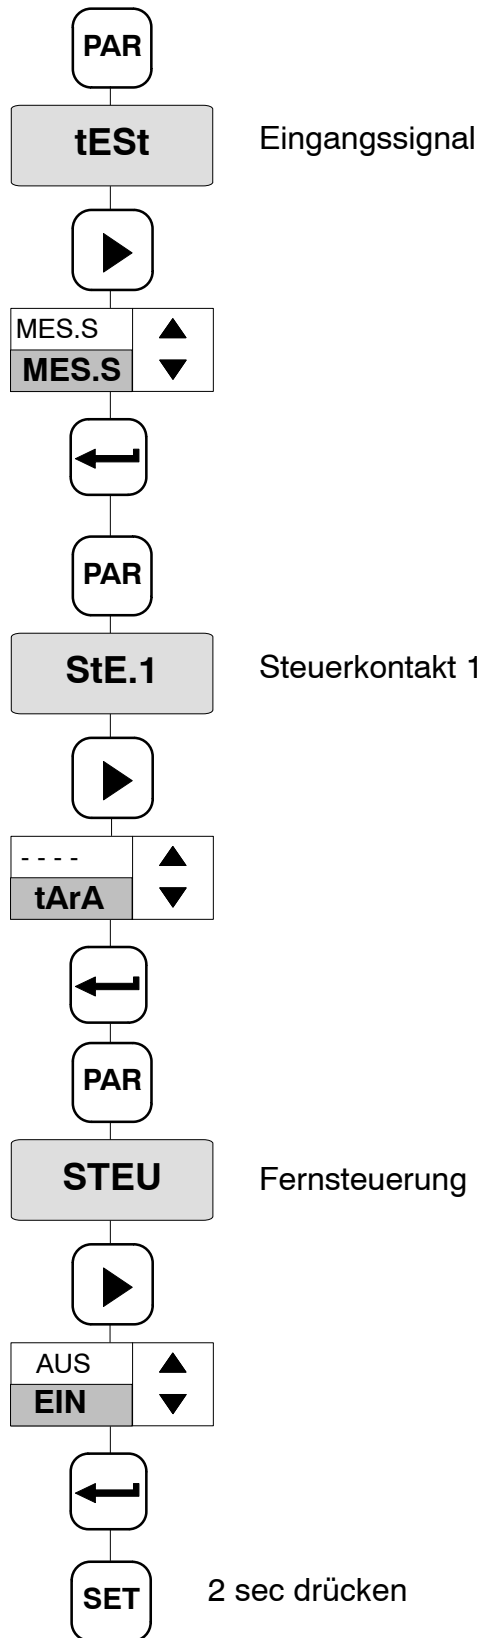 PAR
tESt Eingangssignal
MES.S
MES.S
PAR
StE.1 Steuerkontakt 1
- - - -
tArA
PAR
STEU Fernsteuerung
AUS
EIN
SET 2 sec drücken